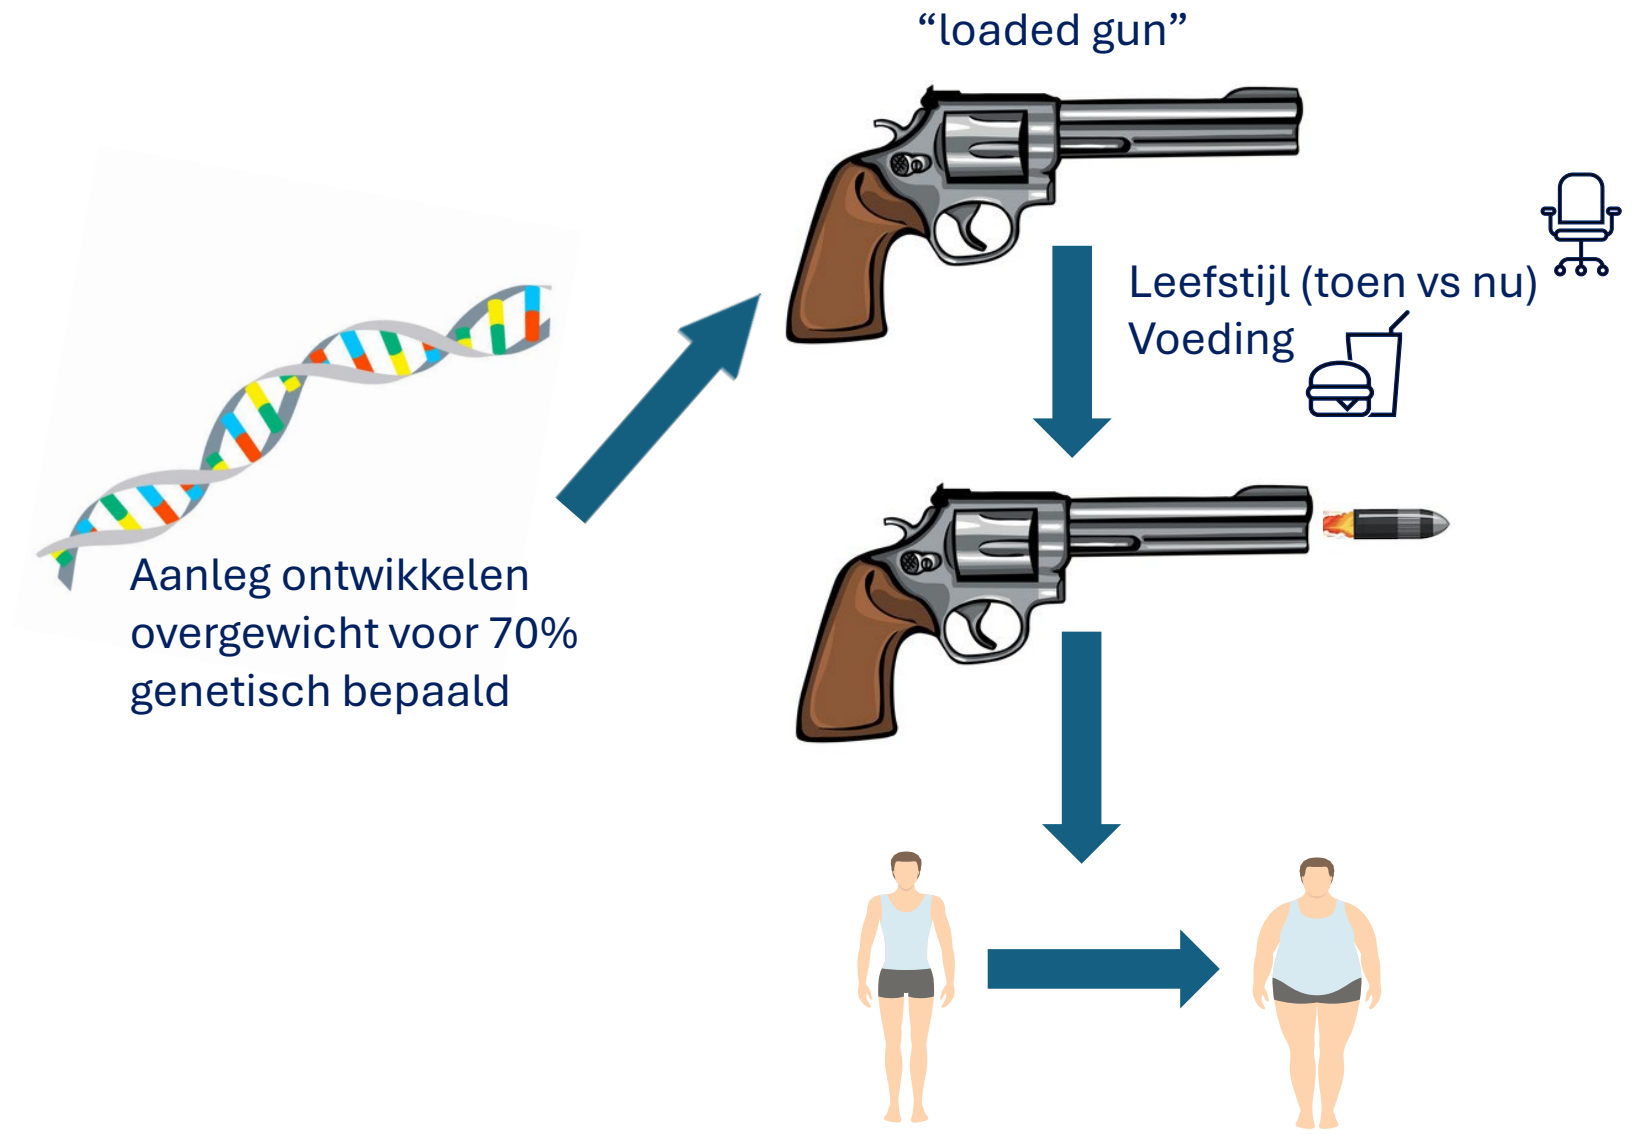 “loaded gun”
Leefstijl (toen vs nu)
Voeding
Aanleg ontwikkelen
overgewicht voor 70%
genetisch bepaald